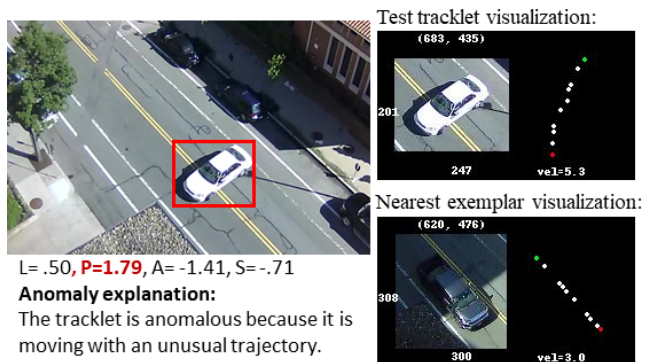 Test tracklet visualization:
(683, 435)
201
247
vel=5.3
Nearest exemplar visualization:
(620, 476)
308
300
vel=3.0
L= .50, P=1.79, A= -1.41, S= -.71
Anomaly explanation:
The tracklet is anomalous because it is
moving with an unusual trajectory.